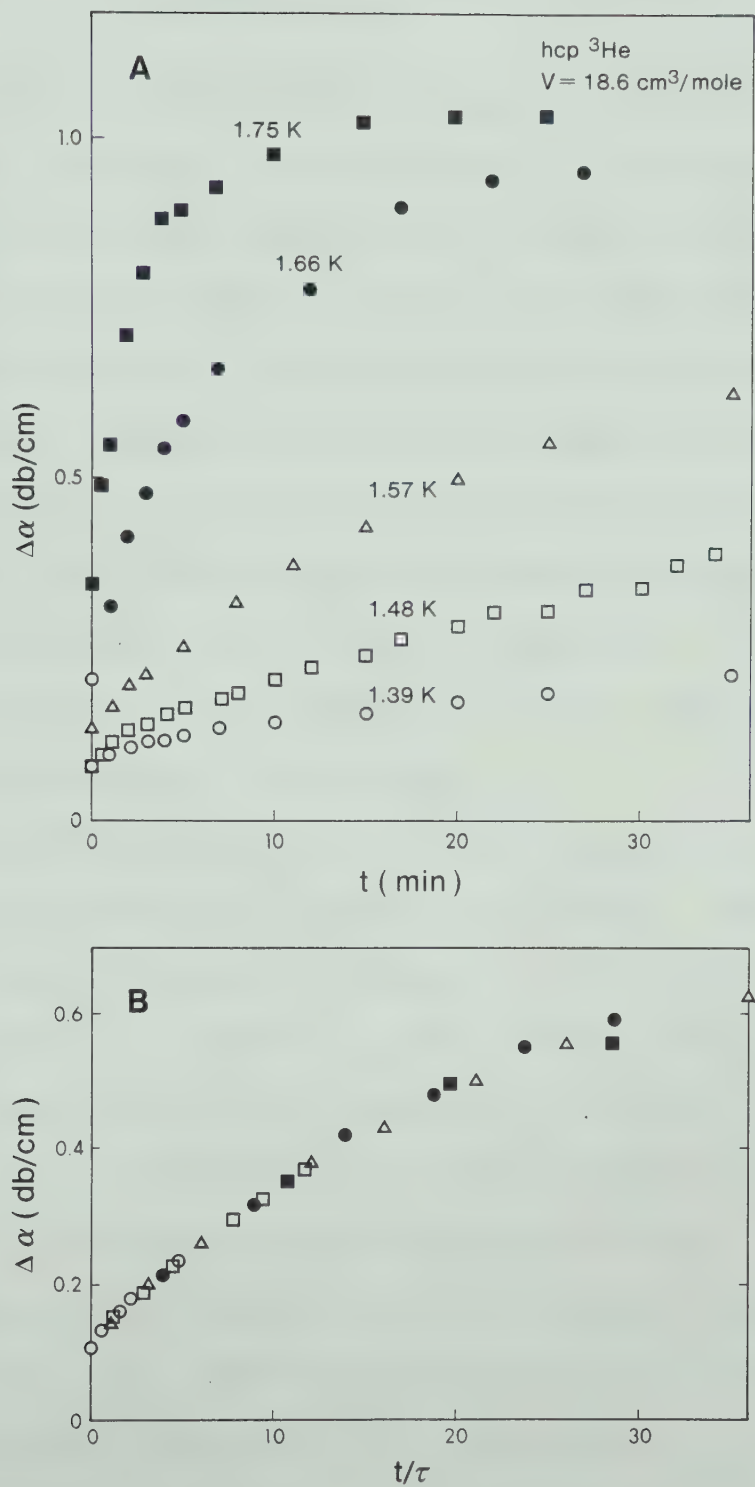 A
hcp ³He
V = 18.6 cm³/mole
1.0
1.75 K
1.66 K
Δα (db/cm)
0.5
1.57 K
1.48 K
1.39 K
0
0 10 20 30
t ( min )
B
0.6
Δα ( db/cm )
0.4
0.2
0
0 10 20 30
t/τ